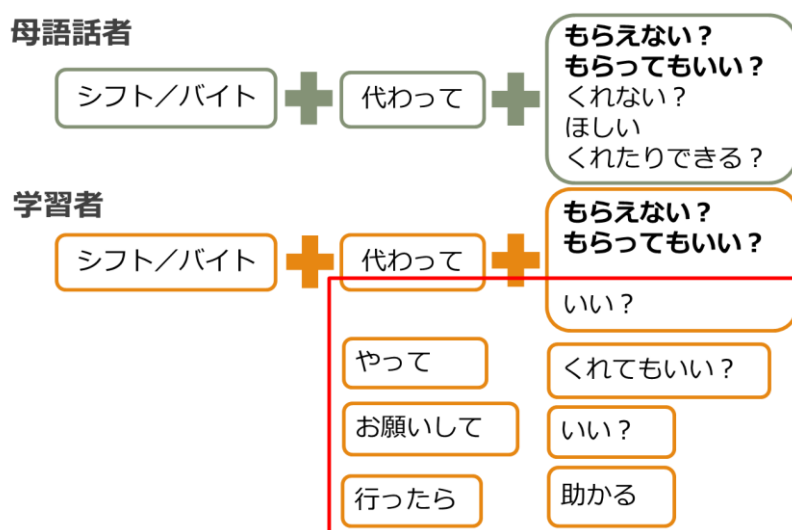 母語話者
シフト／バイト
代わって
もらえない？
もらってもいい？
くれない？
ほしい
くれたりできる？
学習者
シフト／バイト
代わって
もらえない？
もらってもいい？
いい？
やって
くれてもいい？
お願いして
いい？
行ったら
助かる